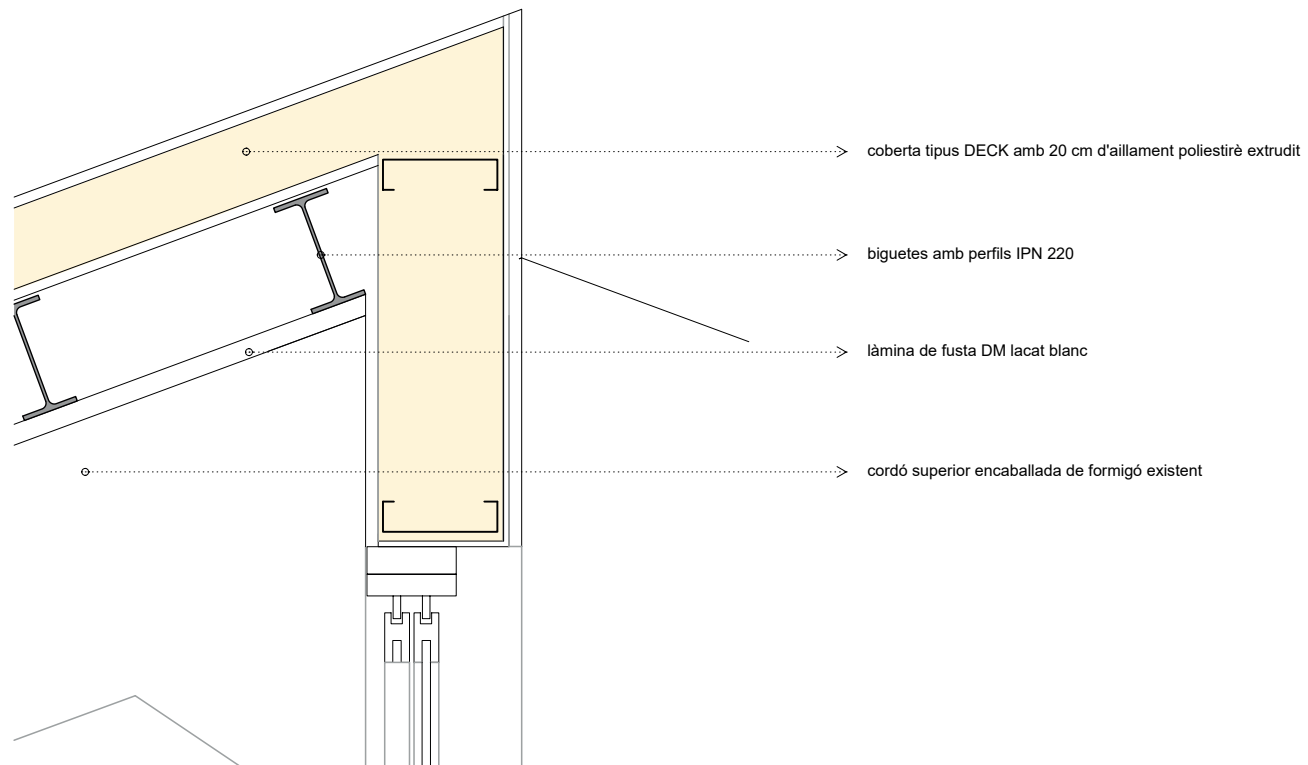 coberta tipus DECK amb 20 cm d'aillament poliestirè extrudit
biguetes amb perfils IPN 220
làmina de fusta DM lacat blanc
cordó superior encaballada de formigó existent